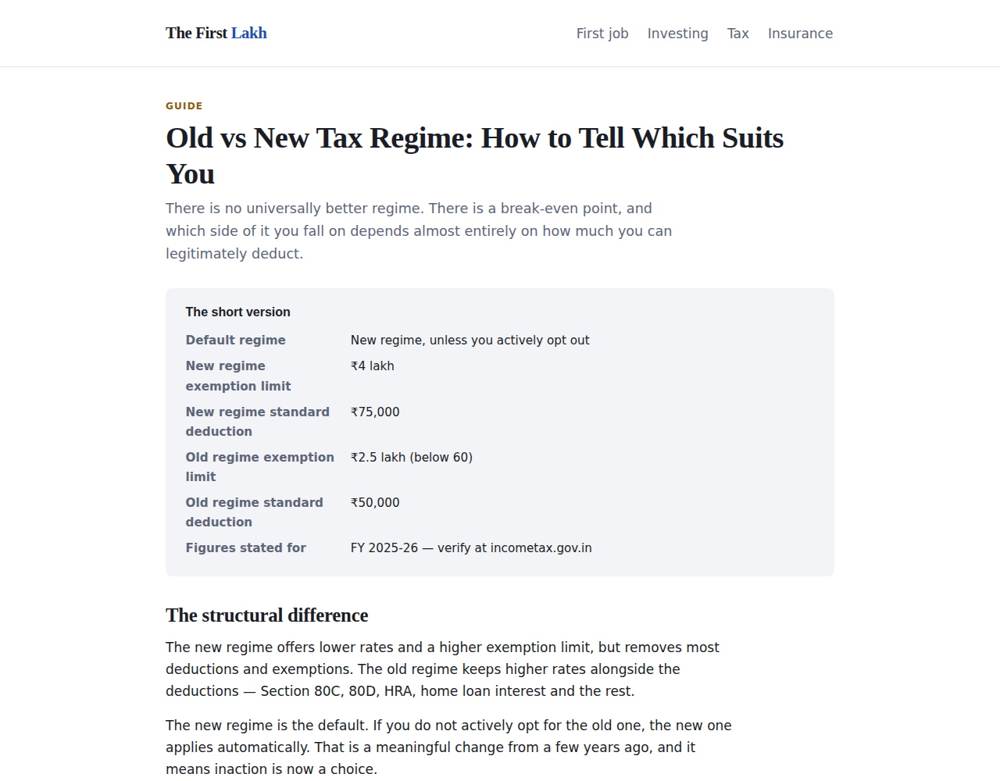 The First Lakh
First job Investing Tax Insurance
GUIDE
Old vs New Tax Regime: How to Tell Which Suits
You
There is no universally better regime. There is a break-even point, and
which side of it you fall on depends almost entirely on how much you can
legitimately deduct.
The short version
Default regime New regime, unless you actively opt out
New regime ₹4 lakh
exemption limit
New regime standard ₹75,000
deduction
Old regime exemption ₹2.5 lakh (below 60)
limit
Old regime standard ₹50,000
deduction
Figures stated for FY 2025-26 — verify at incometax.gov.in
The structural difference
The new regime offers lower rates and a higher exemption limit, but removes most
deductions and exemptions. The old regime keeps higher rates alongside the
deductions — Section 80C, 80D, HRA, home loan interest and the rest.
The new regime is the default. If you do not actively opt for the old one, the new one
applies automatically. That is a meaningful change from a few years ago, and it
means inaction is now a choice.